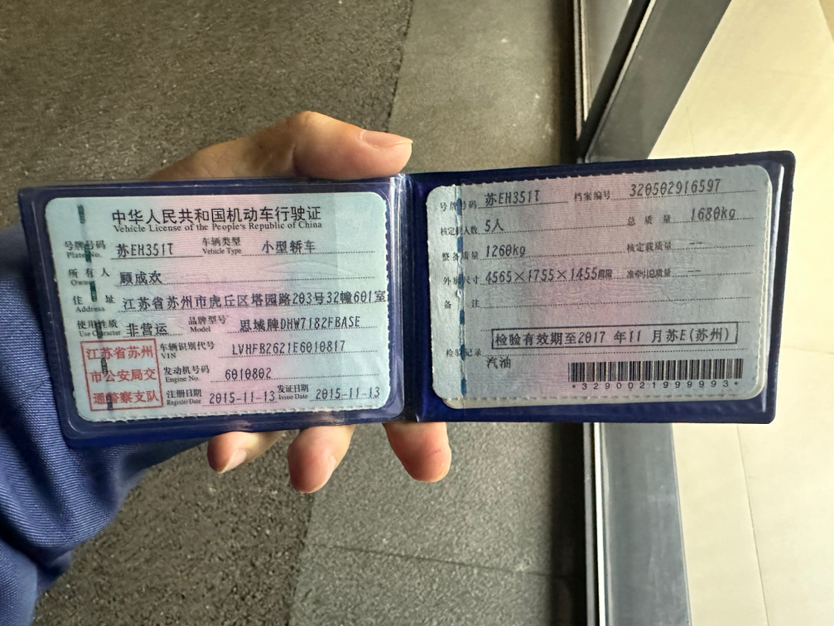 中华人民共和国机动车行驶证
Vehicle License of the People's Republic of China
号牌号码 苏EH351T 车辆类型 小型轿车
Plate No. Vehicle Type
所有人 顾成欢
Owner
住址 江苏省苏州市虎丘区塔园路203号32幢601室
Address
使用性质 非营运 品牌型号 思域牌DHW7182FBASE
Use Character Model
江苏省苏州
市公安局交
通警察支队
车辆识别代号 LVHFB2621E6010817
VIN
发动机号码 6010802
Engine No.
注册日期 2015-11-13 发证日期 2015-11-13
Register Date Issue Date
号牌号码 苏EH351T 档案编号 320502916597
核定载人数 5人 总质量 1680kg
整备质量 1260kg 核定载质量 --
外廓尺寸 4565×1755×1455 准牵引总质量 --
备注
检验有效期至2017年11月苏E(苏州)
检验记录
汽油
*3290021999993*